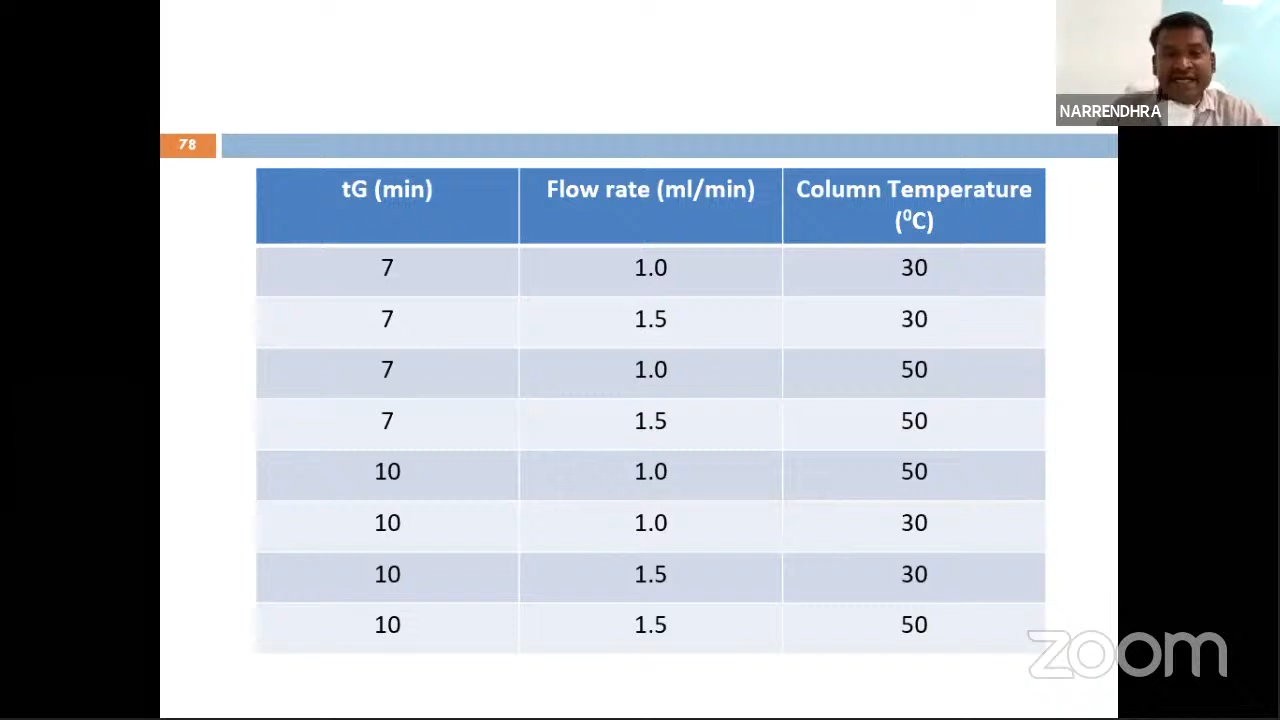 NARRENDHRA
78
tG (min) Flow rate (ml/min) Column Temperature
(⁰C)
7 1.0 30
7 1.5 30
7 1.0 50
7 1.5 50
10 1.0 50
10 1.0 30
10 1.5 30
10 1.5 50
zoom